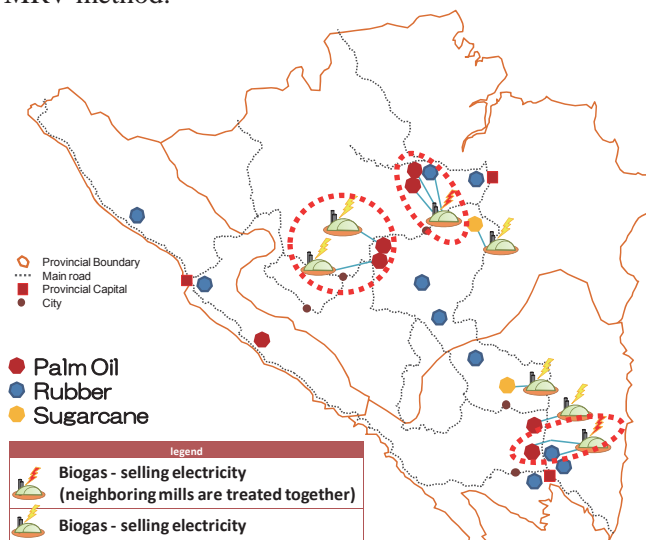 MRV method.
Provincial Boundary
Main road
Provincial Capital
City
Palm Oil
Rubber
Sugarcane
legend
Biogas - selling electricity
(neighboring mills are treated together)
Biogas - selling electricity